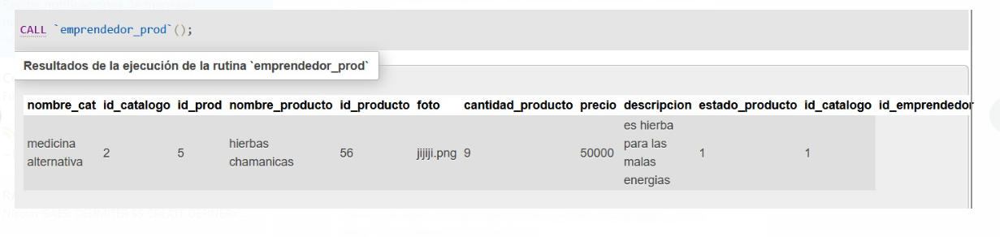 CALL `emprendedor_prod`();
Resultados de la ejecución de la rutina `emprendedor_prod`
nombre_cat id_catalogo id_prod nombre_producto id_producto foto cantidad_producto precio descripcion estado_producto id_catalogo id_emprendedor
medicina alternativa 2 5 hierbas chamanicas 56 jijiji.png 9 50000 es hierba para las malas energias 1 1